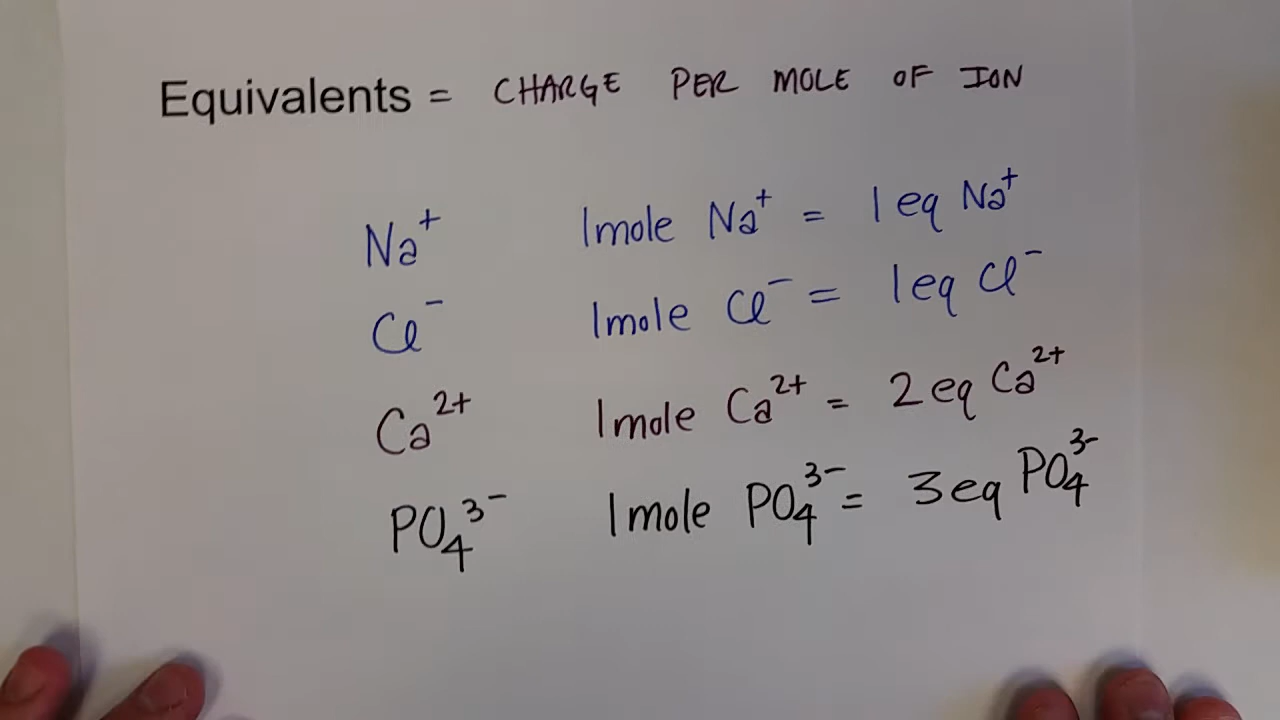 Equivalents = CHARGE PER MOLE OF ION
Na⁺ 1mole Na⁺ = 1eq Na⁺
Cl⁻ 1mole Cl⁻ = 1eq Cl⁻
Ca²⁺ 1mole Ca²⁺ = 2eq Ca²⁺
PO₄³⁻ 1mole PO₄³⁻ = 3eq PO₄³⁻